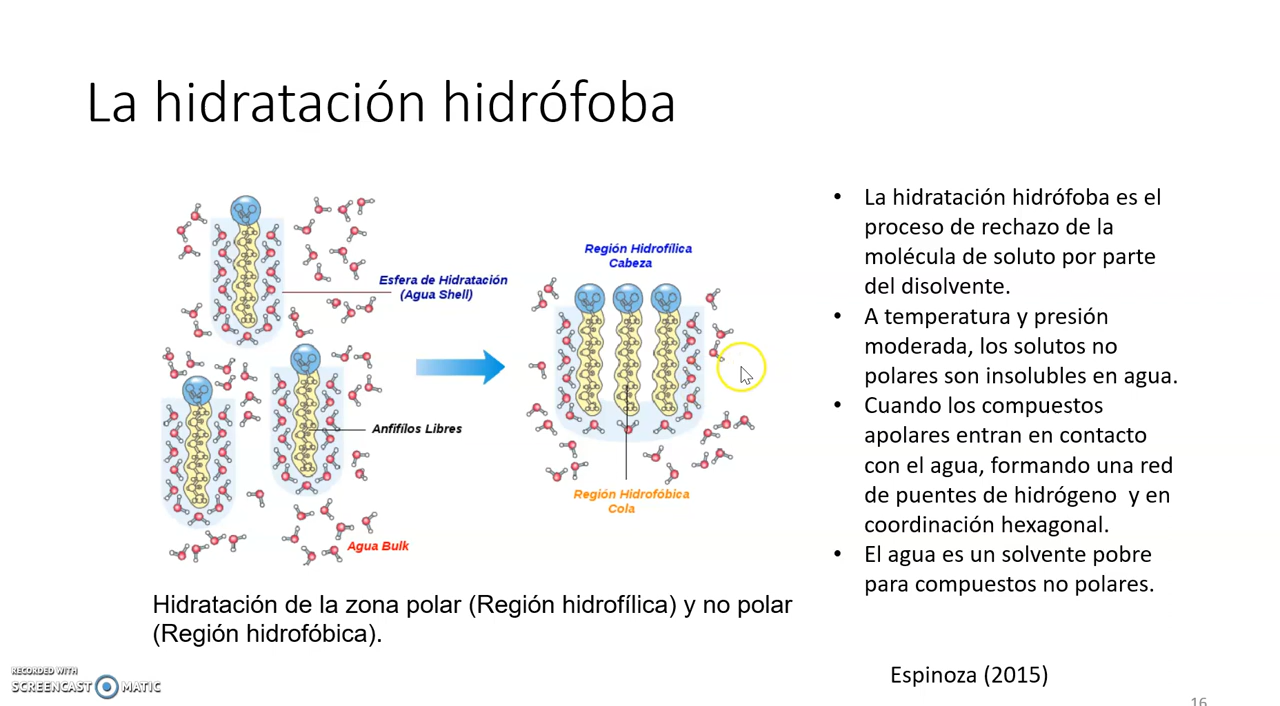 La hidratación hidrófoba
Esfera de Hidratación
(Agua Shell)
Anfifílos Libres
Agua Bulk
Región Hidrofílica
Cabeza
Región Hidrofóbica
Cola
Hidratación de la zona polar (Región hidrofílica) y no polar
(Región hidrofóbica).
• La hidratación hidrófoba es el
proceso de rechazo de la
molécula de soluto por parte
del disolvente.
• A temperatura y presión
moderada, los solutos no
polares son insolubles en agua.
• Cuando los compuestos
apolares entran en contacto
con el agua, formando una red
de puentes de hidrógeno y en
coordinación hexagonal.
• El agua es un solvente pobre
para compuestos no polares.
Espinoza (2015)
RECORDED WITH
SCREENCAST MATIC
16